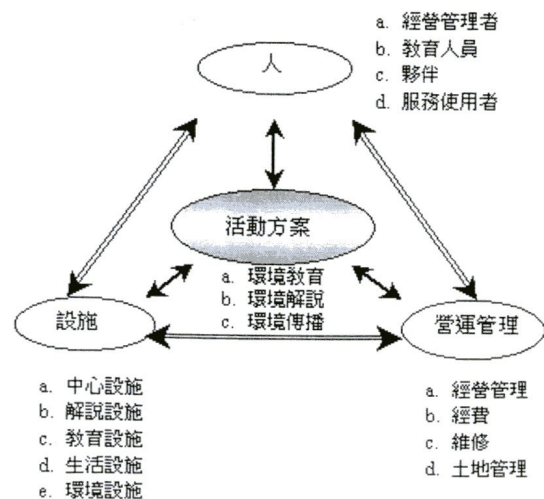 人
a. 經營管理者
b. 教育人員
c. 夥伴
d. 服務使用者
活動方案
a. 環境教育
b. 環境解說
c. 環境傳播
設施
a. 中心設施
b. 解說設施
c. 教育設施
d. 生活設施
e. 環境設施
營運管理
a. 經營管理
b. 經費
c. 維修
d. 土地管理